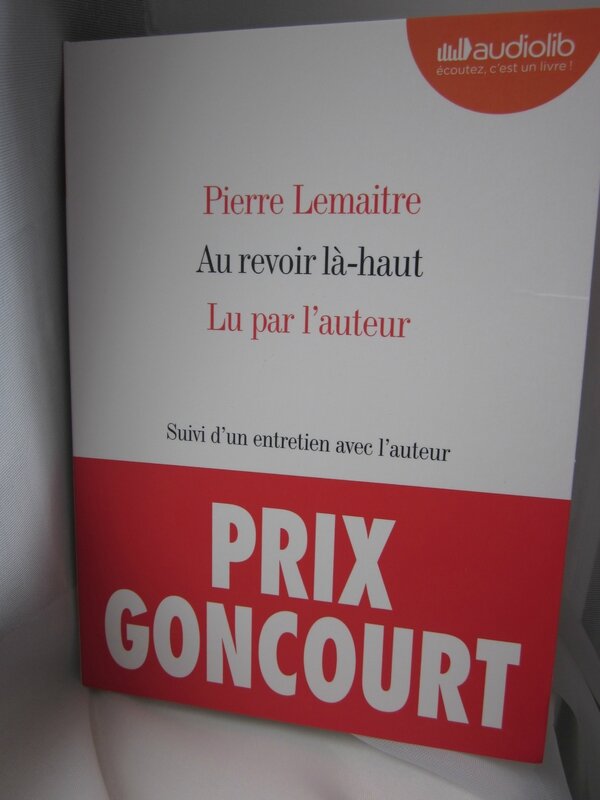 audiolib
écoutez, c'est un livre !
Pierre Lemaitre
Au revoir là-haut
Lu par l'auteur
Suivi d'un entretien avec l'auteur
PRIX
GONCOURT